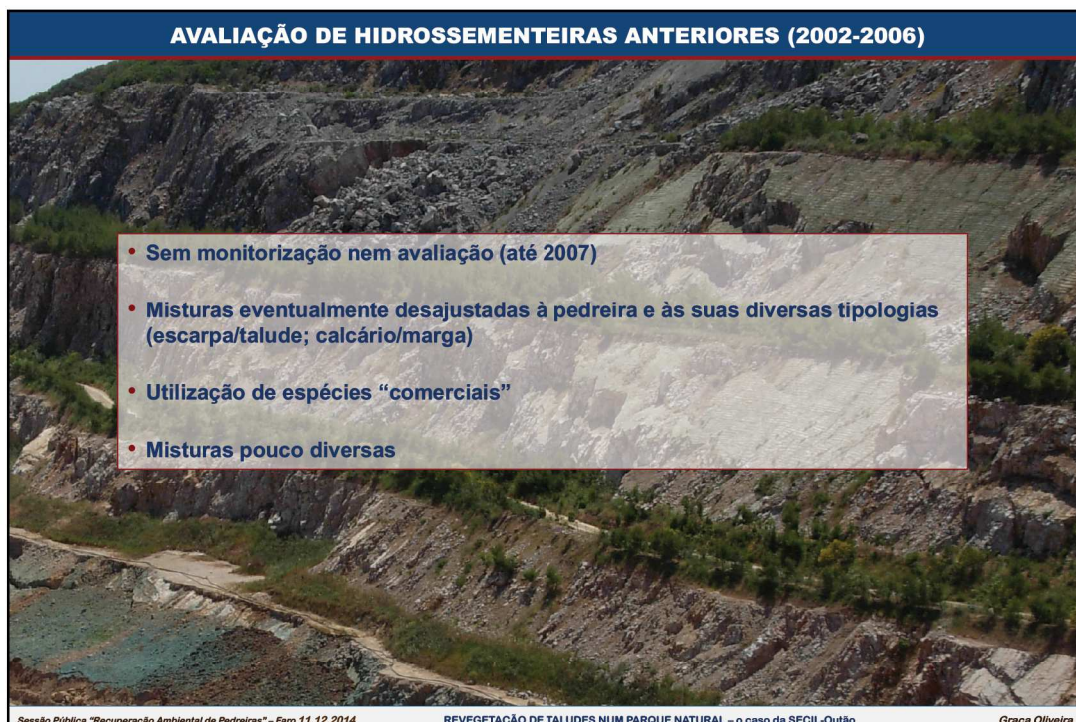 AVALIAÇÃO DE HIDROSSEMENTEIRAS ANTERIORES (2002-2006)
• Sem monitorização nem avaliação (até 2007)
• Misturas eventualmente desajustadas à pedreira e às suas diversas tipologias
(escarpa/talude; calcário/marga)
• Utilização de espécies “comerciais”
• Misturas pouco diversas
Sessão Pública “Recuperação Ambiental de Pedreiras” – Faro 11.12.2014
REVEGETAÇÃO DE TALUDES NUM PARQUE NATURAL – o caso da SECIL-Outão
Graça Oliveira